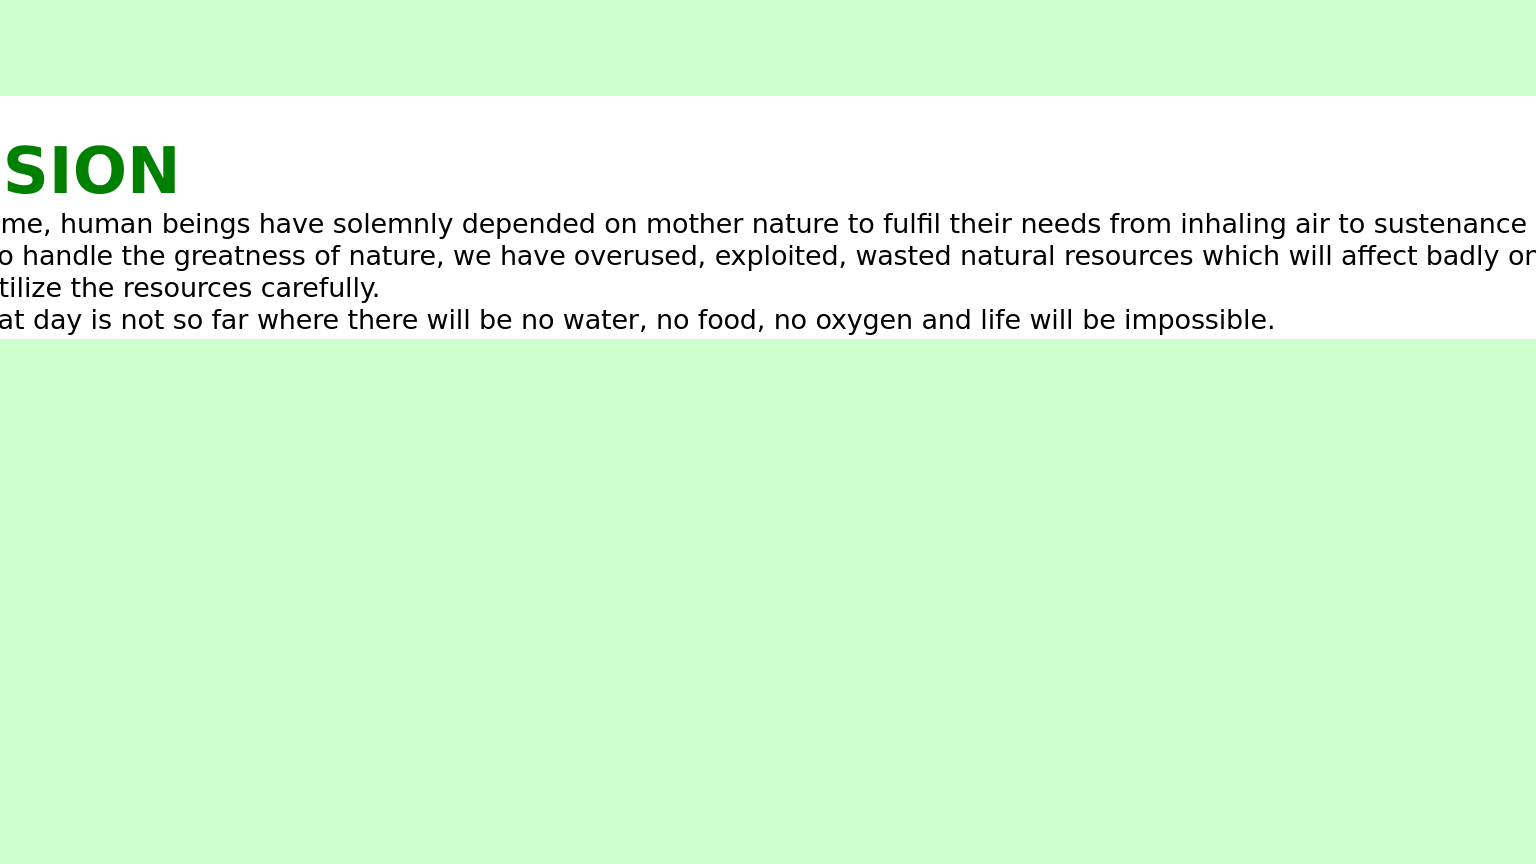 SION
me, human beings have solemnly depended on mother nature to fulfil their needs from inhaling air to sustenance
o handle the greatness of nature, we have overused, exploited, wasted natural resources which will affect badly or
tilize the resources carefully.
at day is not so far where there will be no water, no food, no oxygen and life will be impossible.